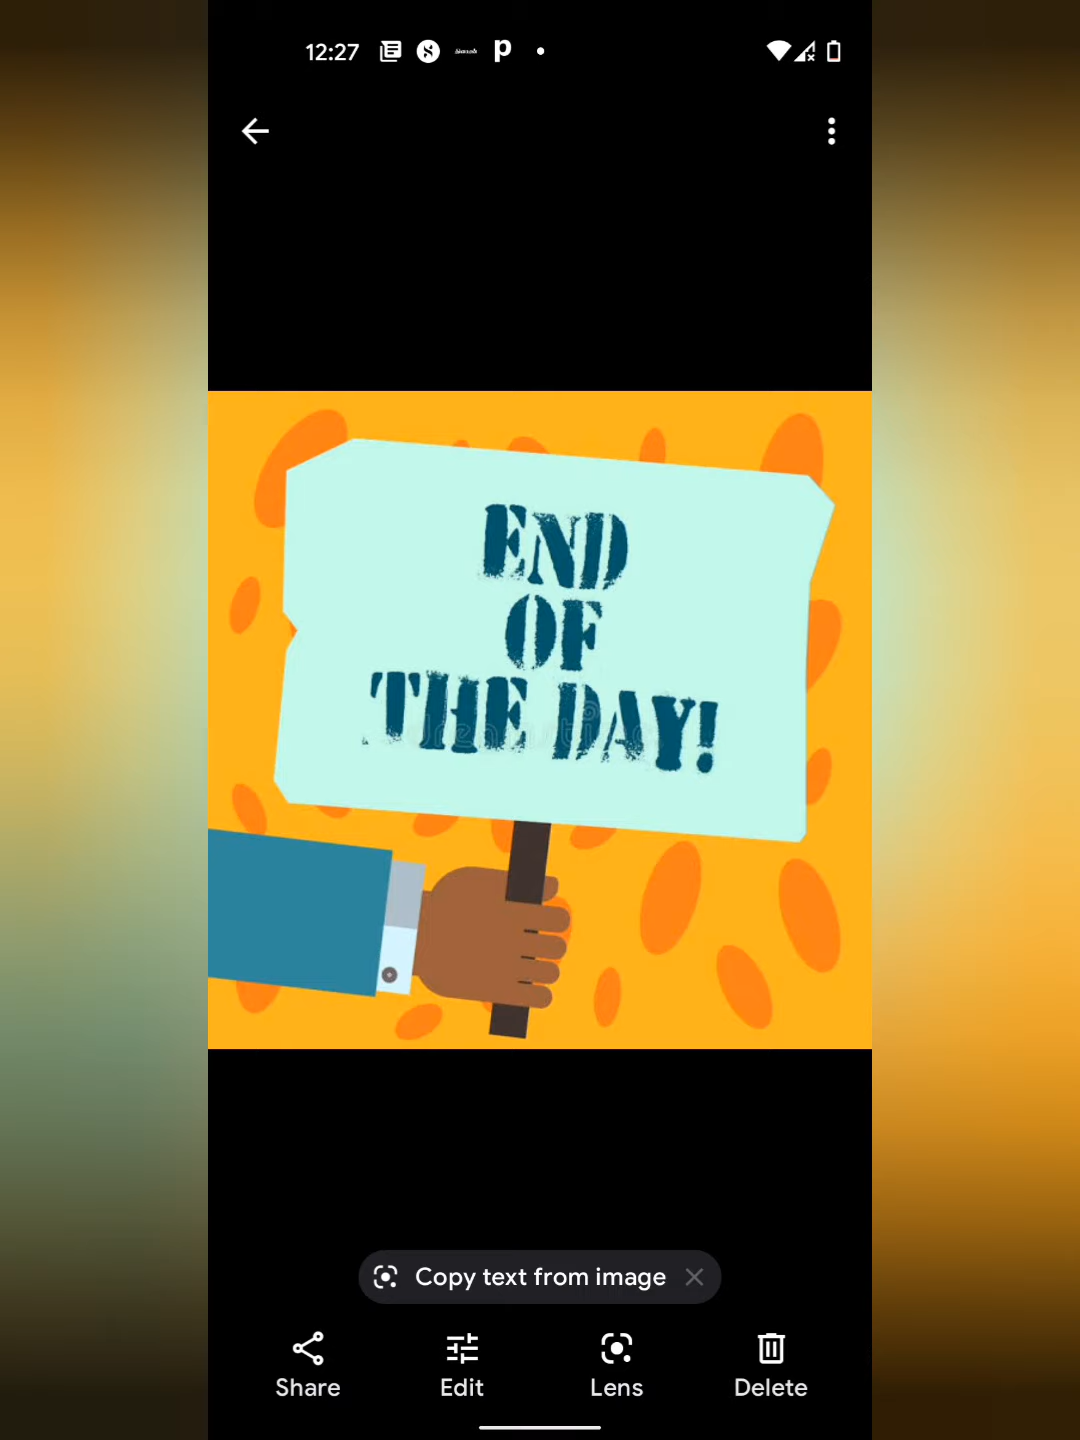 12:27
END
OF
THE DAY!
Copy text from image
Share Edit Lens Delete